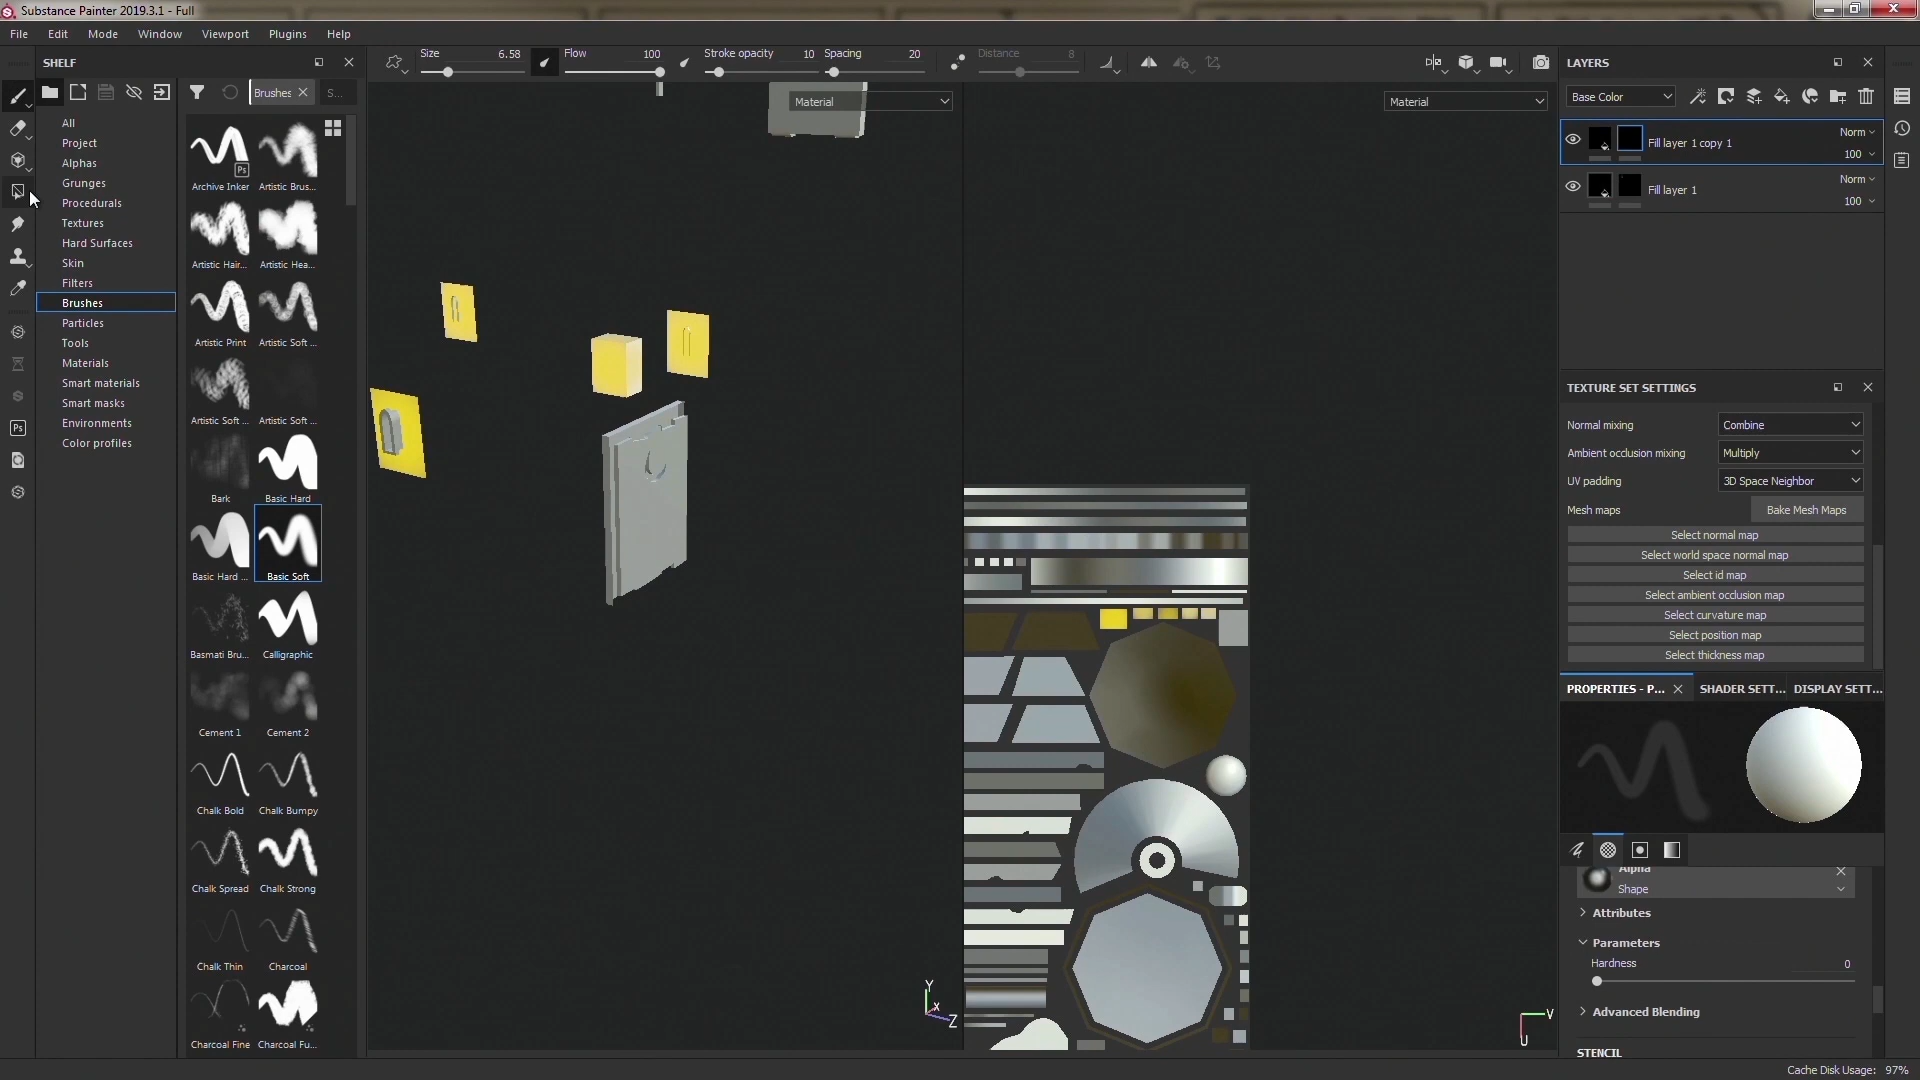 Substance Painter 2019.3.1 - Full
File Edit Mode Window Viewport Plugins Help
SHELF
Size 6.58 Flow 100 Stroke opacity 10 Spacing 20 Distance 8
Brushes S...
All
Project
Alphas
Grunges
Procedurals
Textures
Hard Surfaces
Skin
Filters
Brushes
Particles
Tools
Materials
Smart materials
Smart masks
Environments
Color profiles
Ps
Ps
Archive Inker Artistic Brus...
Artistic Hair... Artistic Hea...
Artistic Print Artistic Soft ...
Artistic Soft ... Artistic Soft ...
Bark Basic Hard
Basic Hard ... Basic Soft
Basmati Bru... Calligraphic
Cement 1 Cement 2
Chalk Bold Chalk Bumpy
Chalk Spread Chalk Strong
Chalk Thin Charcoal
Charcoal Fine Charcoal Fu...
Material
Material
Y
X
Z
V
U
LAYERS
Base Color
Fill layer 1 copy 1 Norm
100
Fill layer 1 Norm
100
TEXTURE SET SETTINGS
Normal mixing Combine
Ambient occlusion mixing Multiply
UV padding 3D Space Neighbor
Mesh maps Bake Mesh Maps
Select normal map
Select world space normal map
Select id map
Select ambient occlusion map
Select curvature map
Select position map
Select thickness map
PROPERTIES - P... SHADER SETT... DISPLAY SETT...
Alpha
Shape
Attributes
Parameters
Hardness 0
Advanced Blending
STENCIL
Cache Disk Usage: 97%